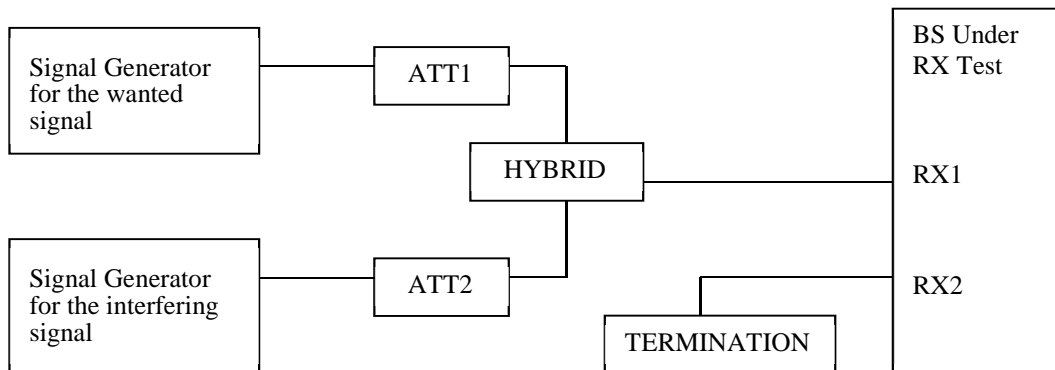 Signal Generator
for the wanted
signal
ATT1
HYBRID
BS Under
RX Test
RX1
Signal Generator
for the interfering
signal
ATT2
RX2
TERMINATION